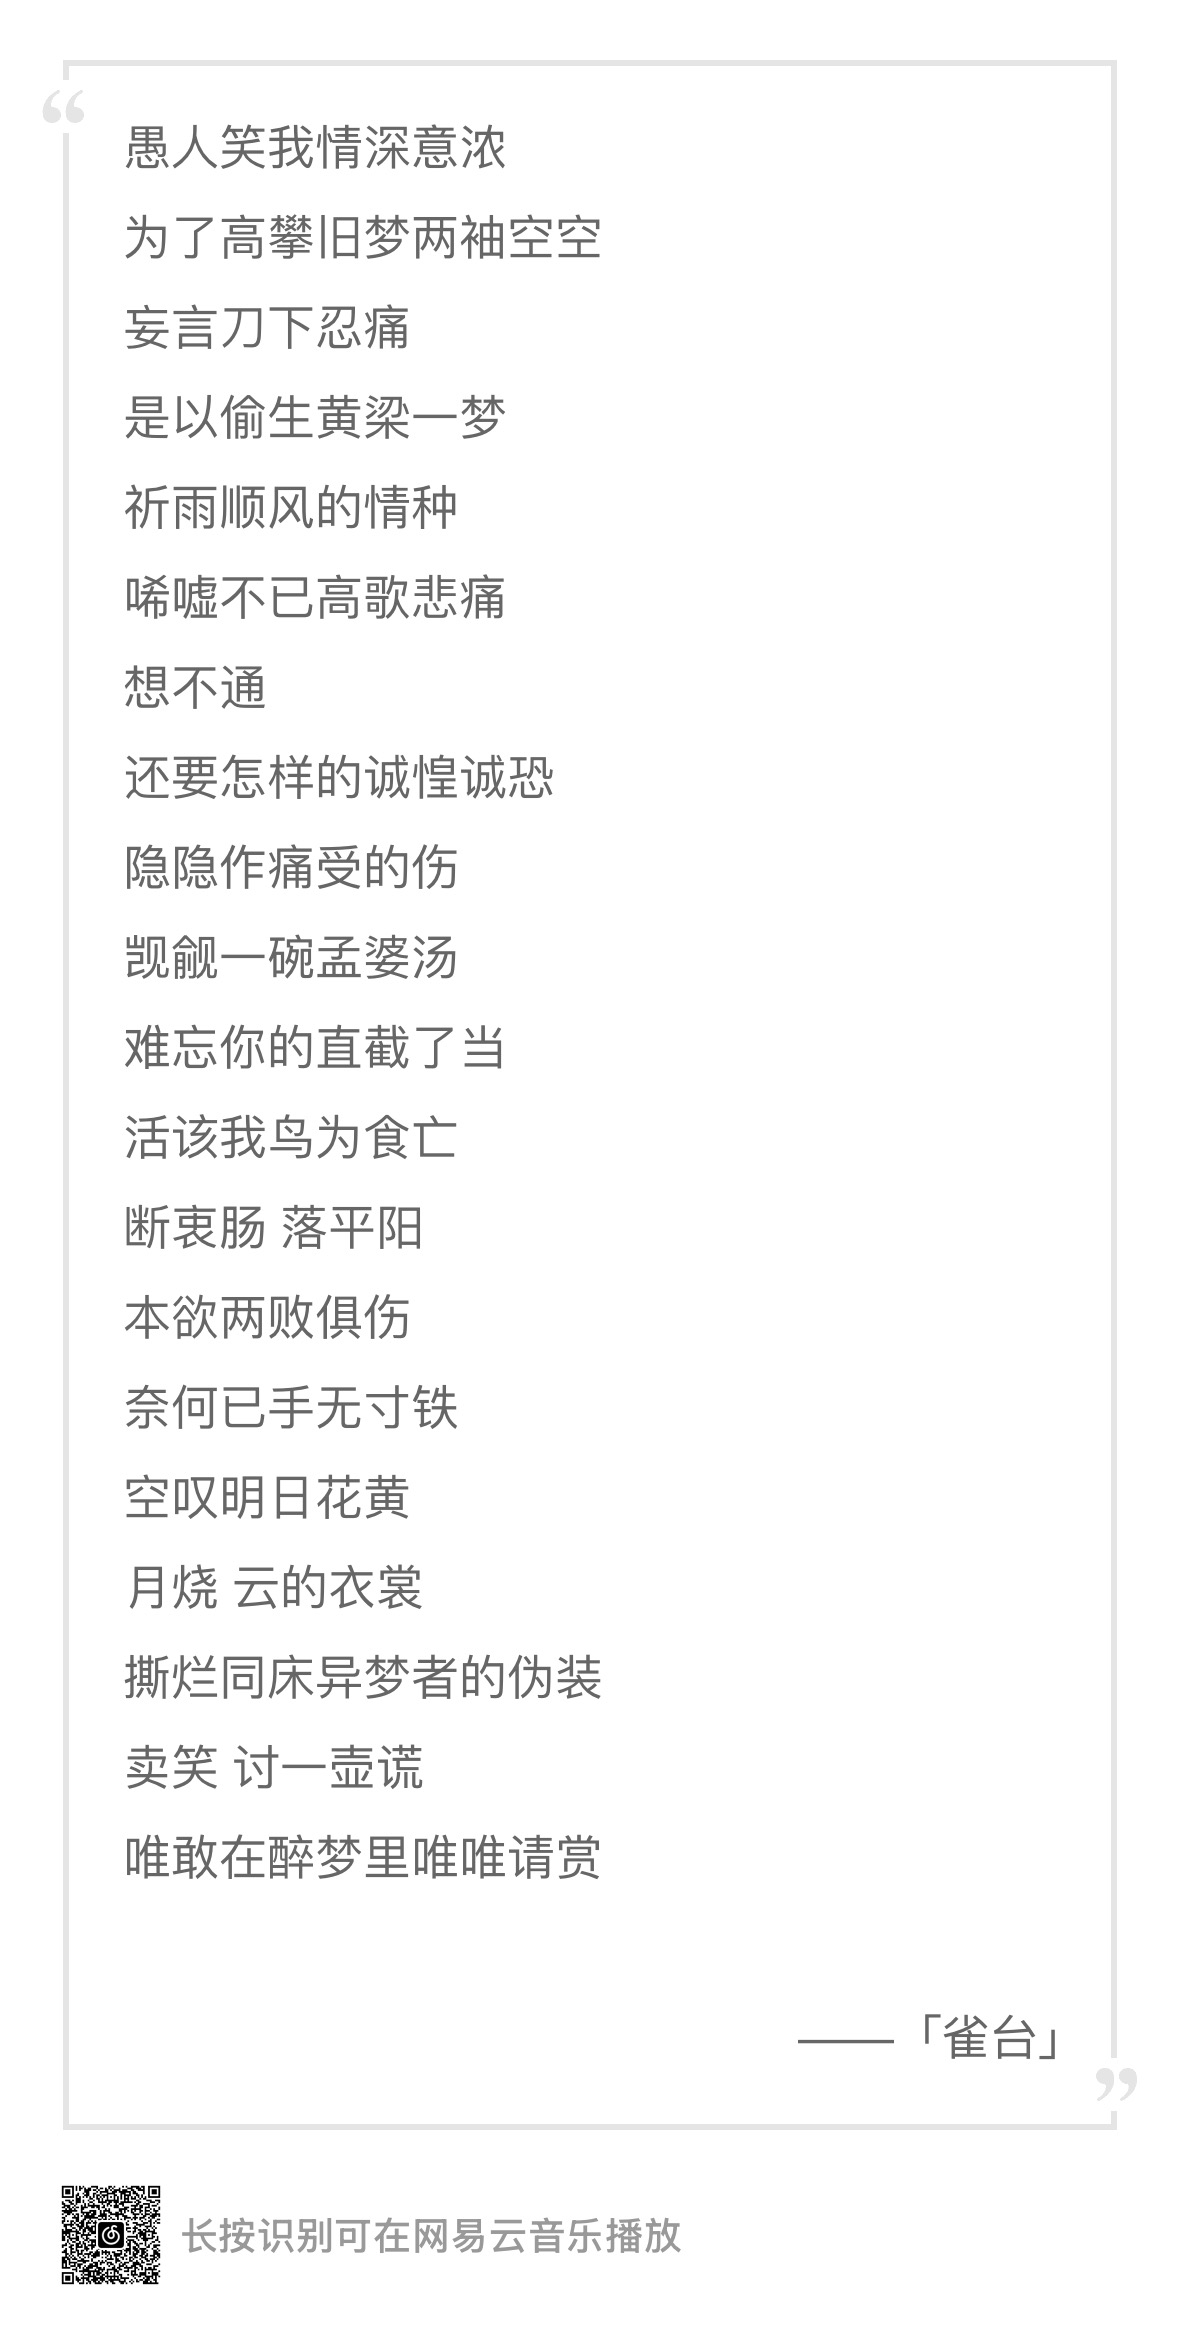 “
愚人笑我情深意浓
为了高攀旧梦两袖空空
妄言刀下忍痛
是以偷生黄梁一梦
祈雨顺风的情种
唏嘘不已高歌悲痛
想不通
还要怎样的诚惶诚恐
隐隐作痛受的伤
觊觎一碗孟婆汤
难忘你的直截了当
活该我鸟为食亡
断衷肠 落平阳
本欲两败俱伤
奈何已手无寸铁
空叹明日花黄
月烧 云的衣裳
撕烂同床异梦者的伪装
卖笑 讨一壶谎
唯敢在醉梦里唯唯请赏
——「雀台」
”
长按识别可在网易云音乐播放